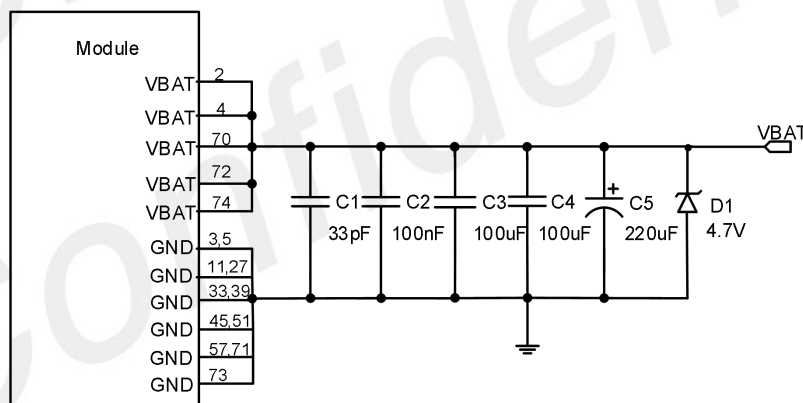 Module
VBAT 2
VBAT 4
VBAT 70
VBAT 72
VBAT 74
GND 3,5
GND 11,27
GND 33,39
GND 45,51
GND 57,71
GND 73
VBAT
+
C1 C2 C3 C4 C5 D1
33pF 100nF 100uF 100uF 220uF 4.7V
Confiden